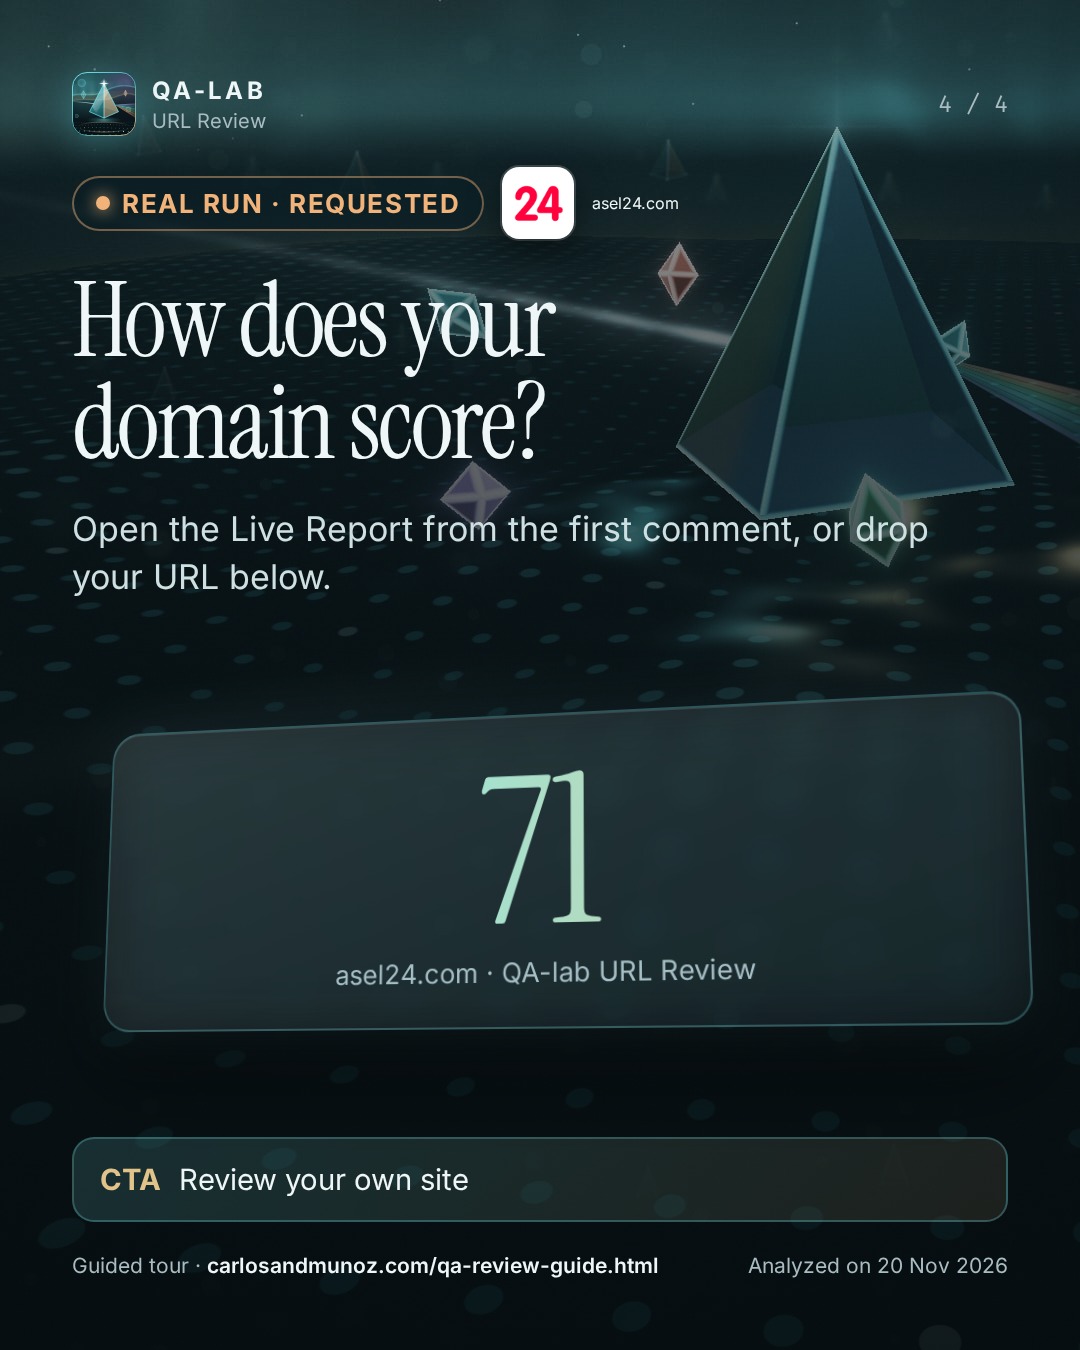 QA-LAB
URL Review
4 / 4
REAL RUN · REQUESTED
24
asel24.com
How does your
domain score?
Open the Live Report from the first comment, or drop
your URL below.
71
asel24.com · QA-lab URL Review
CTA Review your own site
Guided tour · carlosandmunoz.com/qa-review-guide.html
Analyzed on 20 Nov 2026